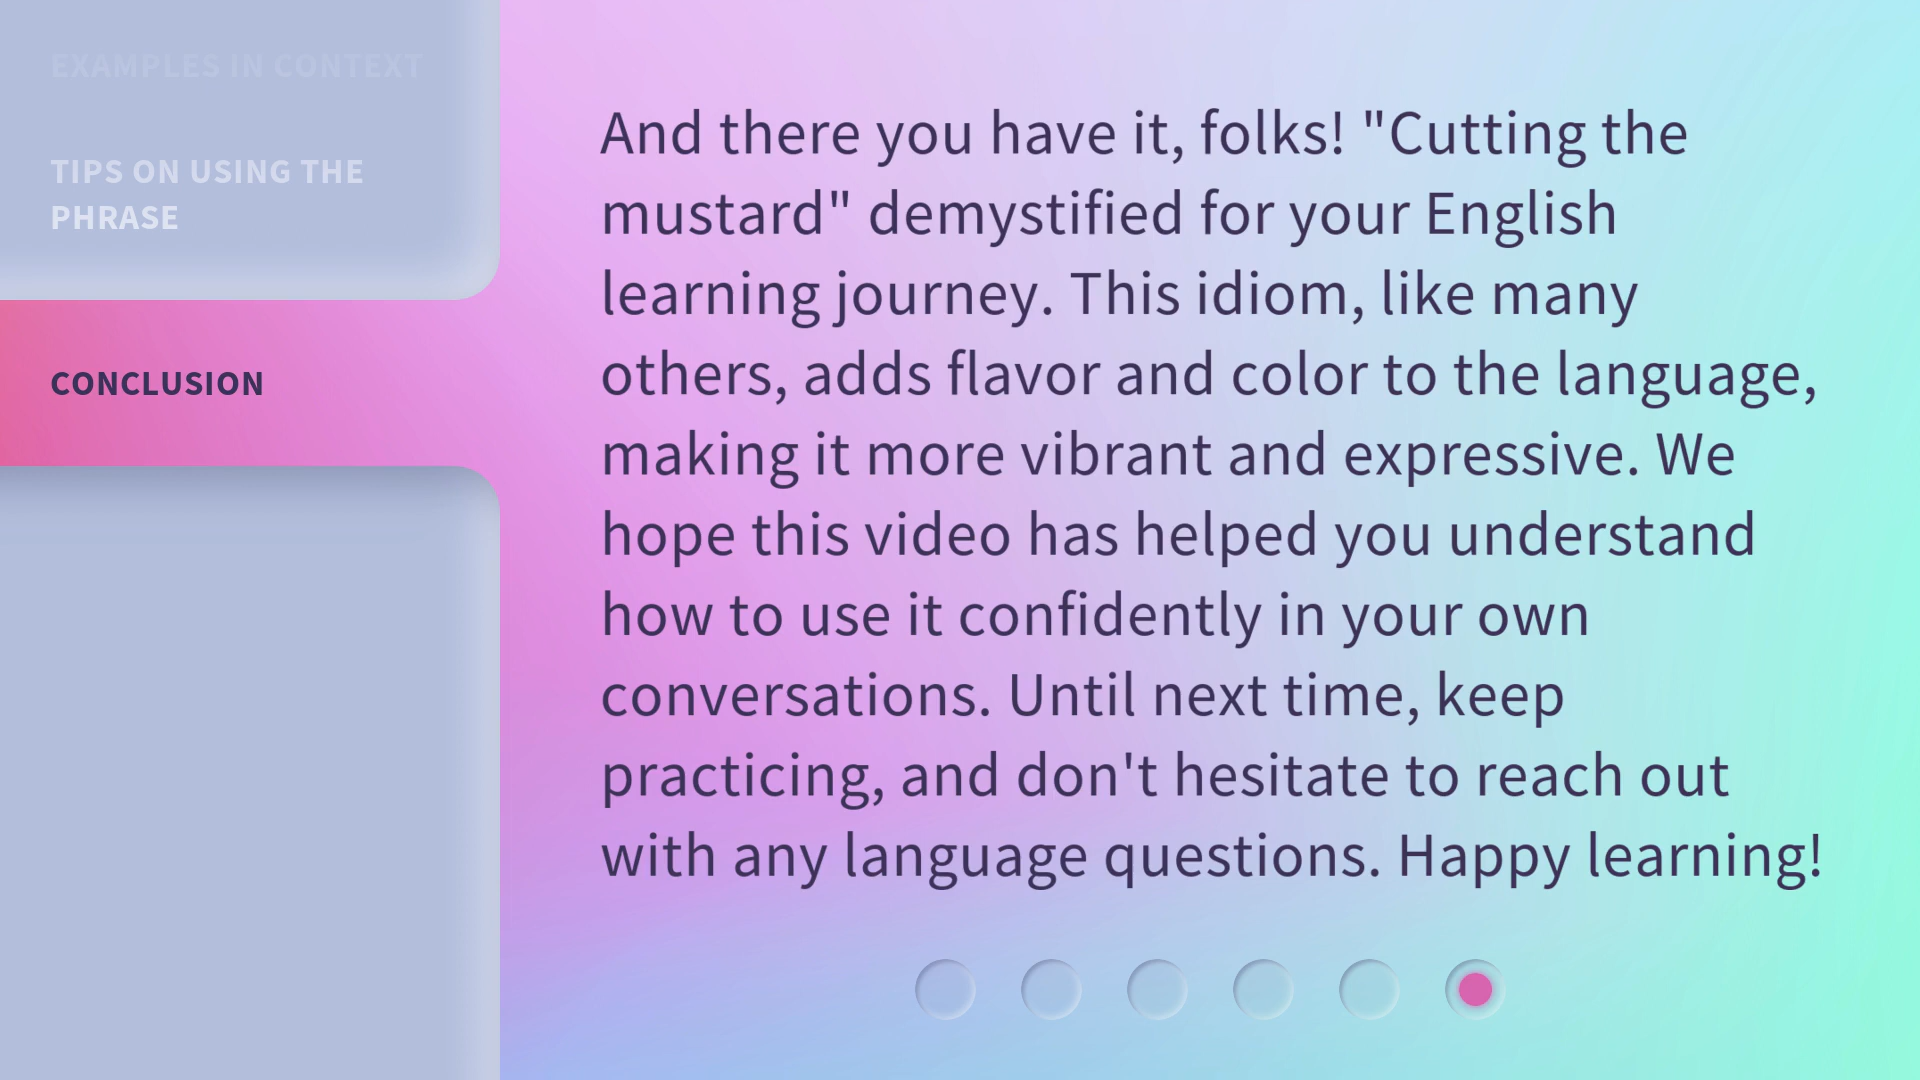 EXAMPLES IN CONTEXT
TIPS ON USING THE
PHRASE
CONCLUSION
And there you have it, folks! "Cutting the
mustard" demystified for your English
learning journey. This idiom, like many
others, adds flavor and color to the language,
making it more vibrant and expressive. We
hope this video has helped you understand
how to use it confidently in your own
conversations. Until next time, keep
practicing, and don't hesitate to reach out
with any language questions. Happy learning!